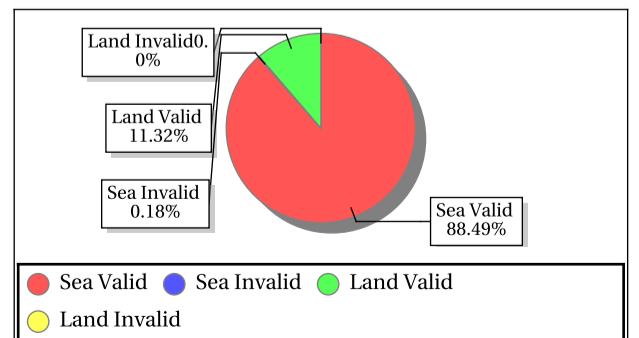 Land Invalid0.
0%
Land Valid
11.32%
Sea Invalid
0.18%
Sea Valid
88.49%
Sea Valid
Sea Invalid
Land Valid
Land Invalid